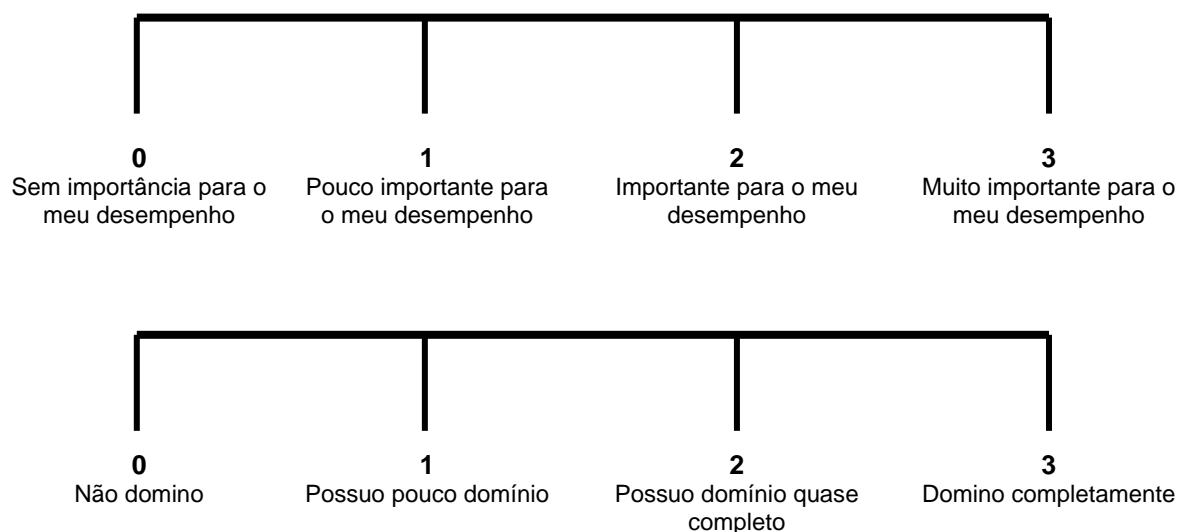 0 1 2 3
Sem importância para o meu desempenho
Pouco importante para o meu desempenho
Importante para o meu desempenho
Muito importante para o meu desempenho
0 1 2 3
Não domino
Possuo pouco domínio
Possuo domínio quase completo
Domino completamente